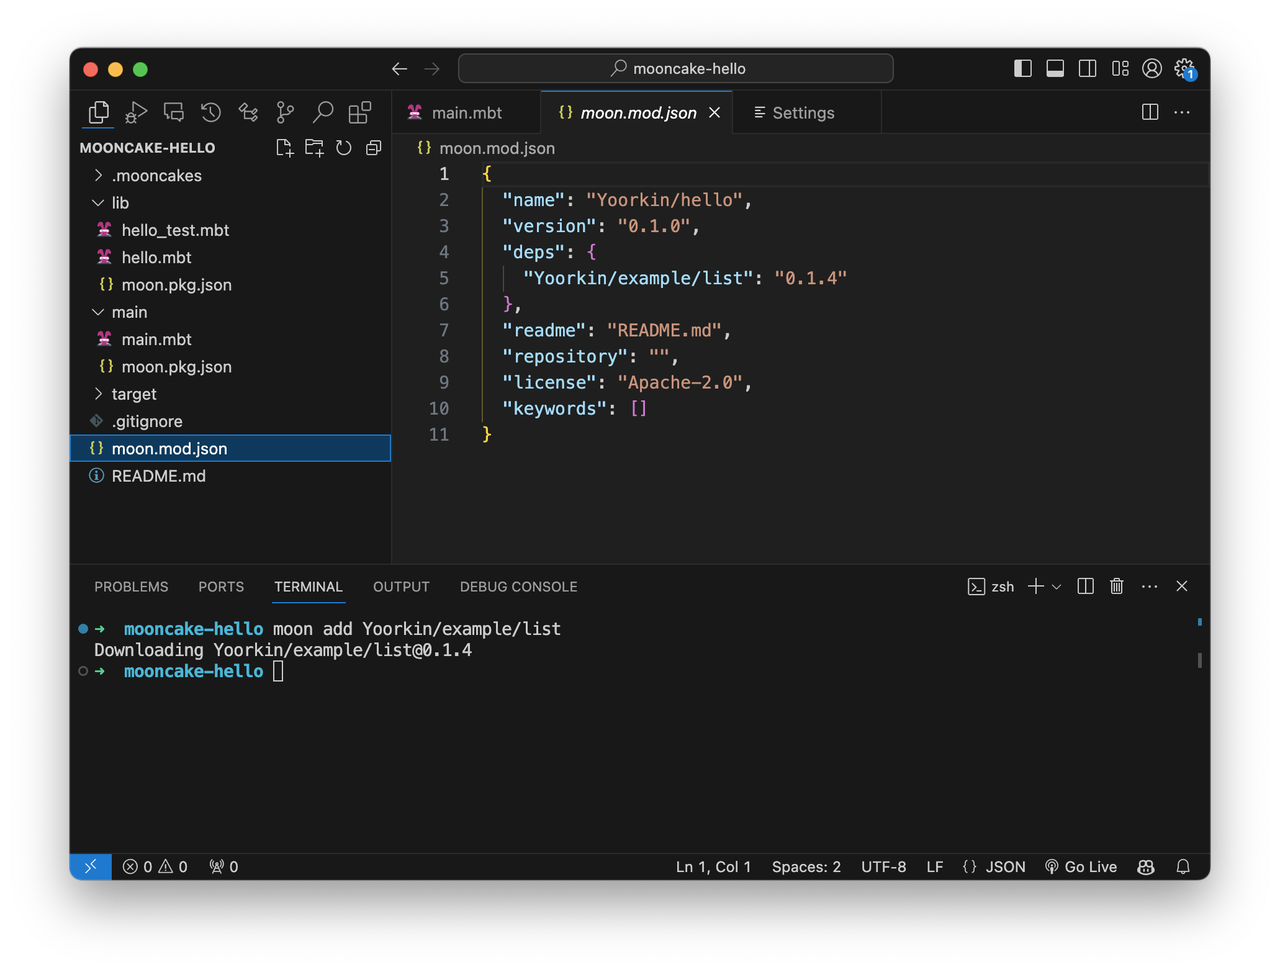 mooncake-hello
1
MOONCAKE-HELLO
.mooncakes
lib
hello_test.mbt
hello.mbt
{} moon.pkg.json
main
main.mbt
{} moon.pkg.json
target
.gitignore
{} moon.mod.json
README.md
main.mbt
{} moon.mod.json
Settings
{} moon.mod.json
1 {
2 "name": "Yoorkin/hello",
3 "version": "0.1.0",
4 "deps": {
5 "Yoorkin/example/list": "0.1.4"
6 },
7 "readme": "README.md",
8 "repository": "",
9 "license": "Apache-2.0",
10 "keywords": []
11 }
PROBLEMS PORTS TERMINAL OUTPUT DEBUG CONSOLE
zsh
➜ mooncake-hello moon add Yoorkin/example/list
Downloading Yoorkin/example/list@0.1.4
➜ mooncake-hello
0 0 0 Ln 1, Col 1 Spaces: 2 UTF-8 LF {} JSON Go Live